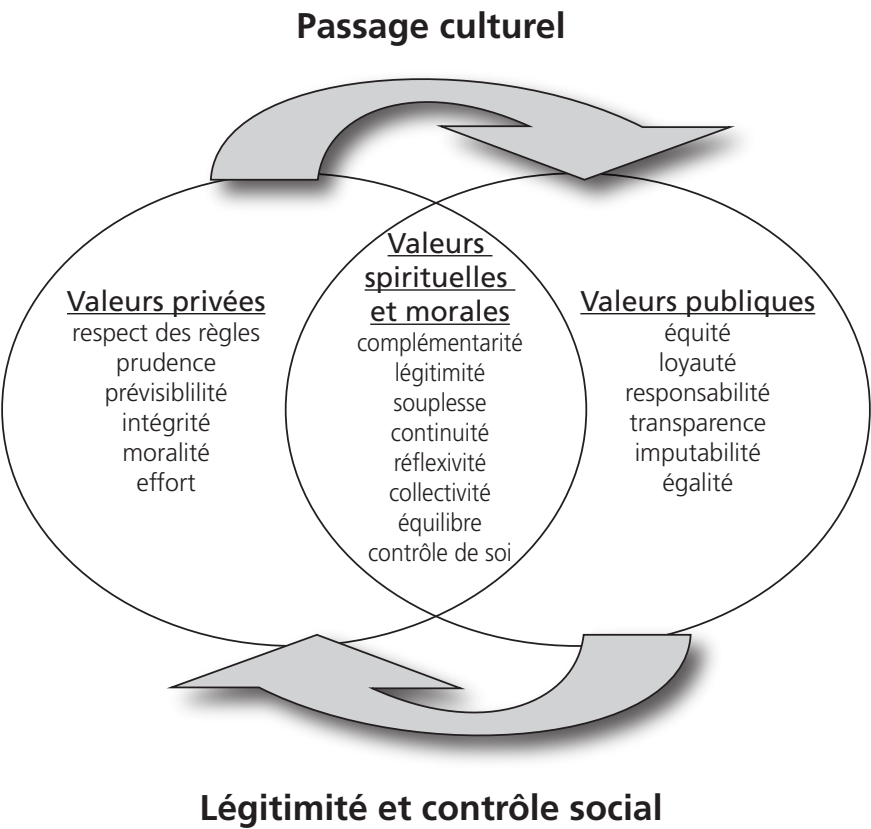 Passage culturel
Valeurs privées
respect des règles
prudence
prévisiblilité
intégrité
moralité
effort
Valeurs
spirituelles
et morales
complémentarité
légitimité
souplesse
continuité
réflexivité
collectivité
équilibre
contrôle de soi
Valeurs publiques
équité
loyauté
responsabilité
transparence
imputabilité
égalité
Légitimité et contrôle social